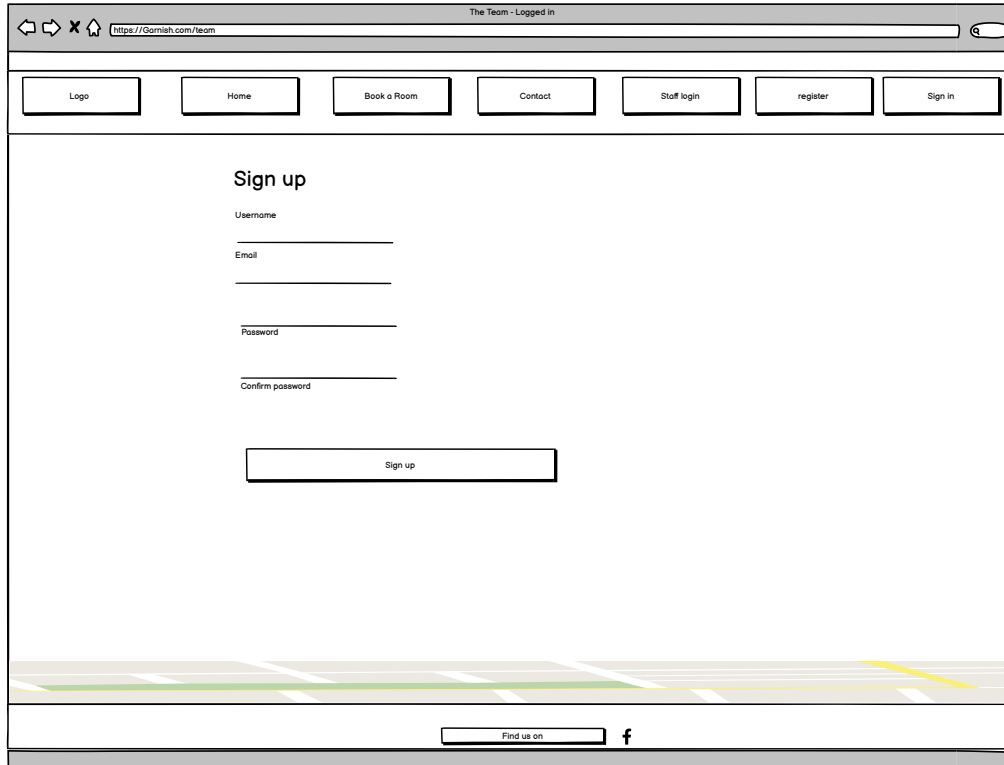 The Team - Logged in
https://Garnish.com/team
Logo
Home
Book a Room
Contact
Staff login
register
Sign in
Sign up
Username
Email
Password
Confirm password
Sign up
Find us on